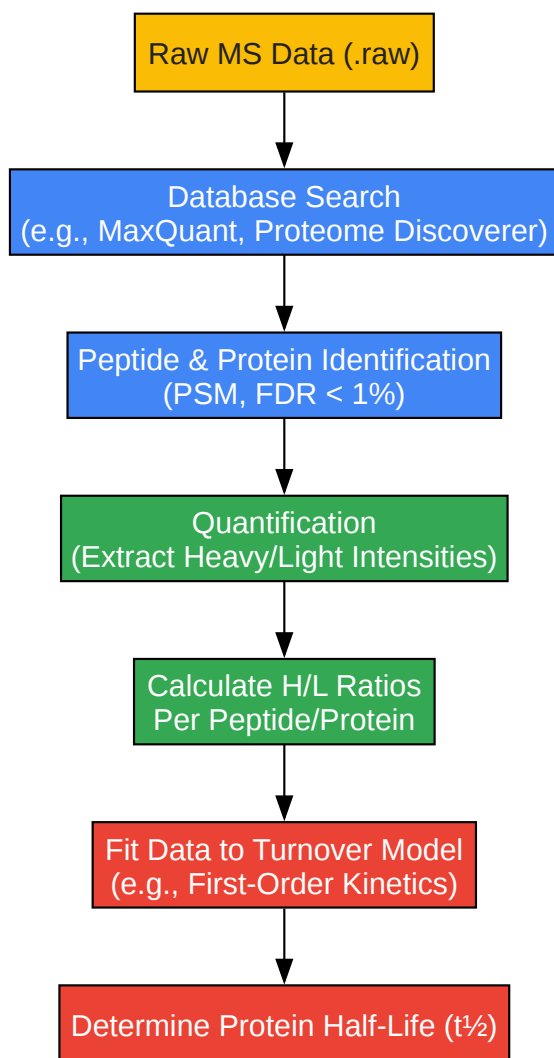 Raw MS Data (.raw)
Database Search
(e.g., MaxQuant, Proteome Discoverer)
Peptide & Protein Identification
(PSM, FDR < 1%)
Quantification
(Extract Heavy/Light Intensities)
Calculate H/L Ratios
Per Peptide/Protein
Fit Data to Turnover Model
(e.g., First-Order Kinetics)
Determine Protein Half-Life (t½)